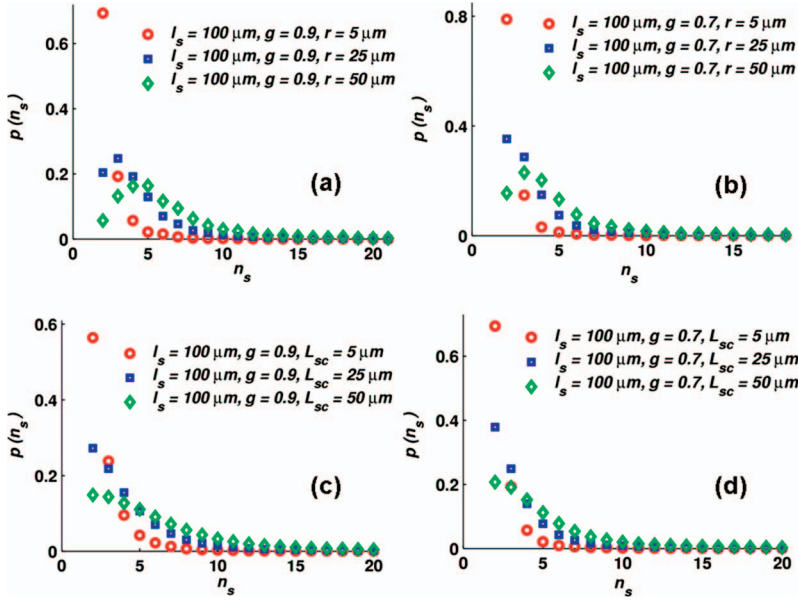 p (n_s)
0.6
0.4
0.2
0
0
5
10
15
20
n_s
l_s = 100 μm, g = 0.9, r = 5 μm
l_s = 100 μm, g = 0.9, r = 25 μm
l_s = 100 μm, g = 0.9, r = 50 μm
(a)
p (n_s)
0.8
0.4
0
0
5
10
15
n_s
l_s = 100 μm, g = 0.7, r = 5 μm
l_s = 100 μm, g = 0.7, r = 25 μm
l_s = 100 μm, g = 0.7, r = 50 μm
(b)
p (n_s)
0.6
0.4
0.2
0
0
5
10
15
20
n_s
l_s = 100 μm, g = 0.9, L_sc = 5 μm
l_s = 100 μm, g = 0.9, L_sc = 25 μm
l_s = 100 μm, g = 0.9, L_sc = 50 μm
(c)
p (n_s)
0.6
0.4
0.2
0
0
5
10
15
20
n_s
l_s = 100 μm, g = 0.7, L_sc = 5 μm
l_s = 100 μm, g = 0.7, L_sc = 25 μm
l_s = 100 μm, g = 0.7, L_sc = 50 μm
(d)